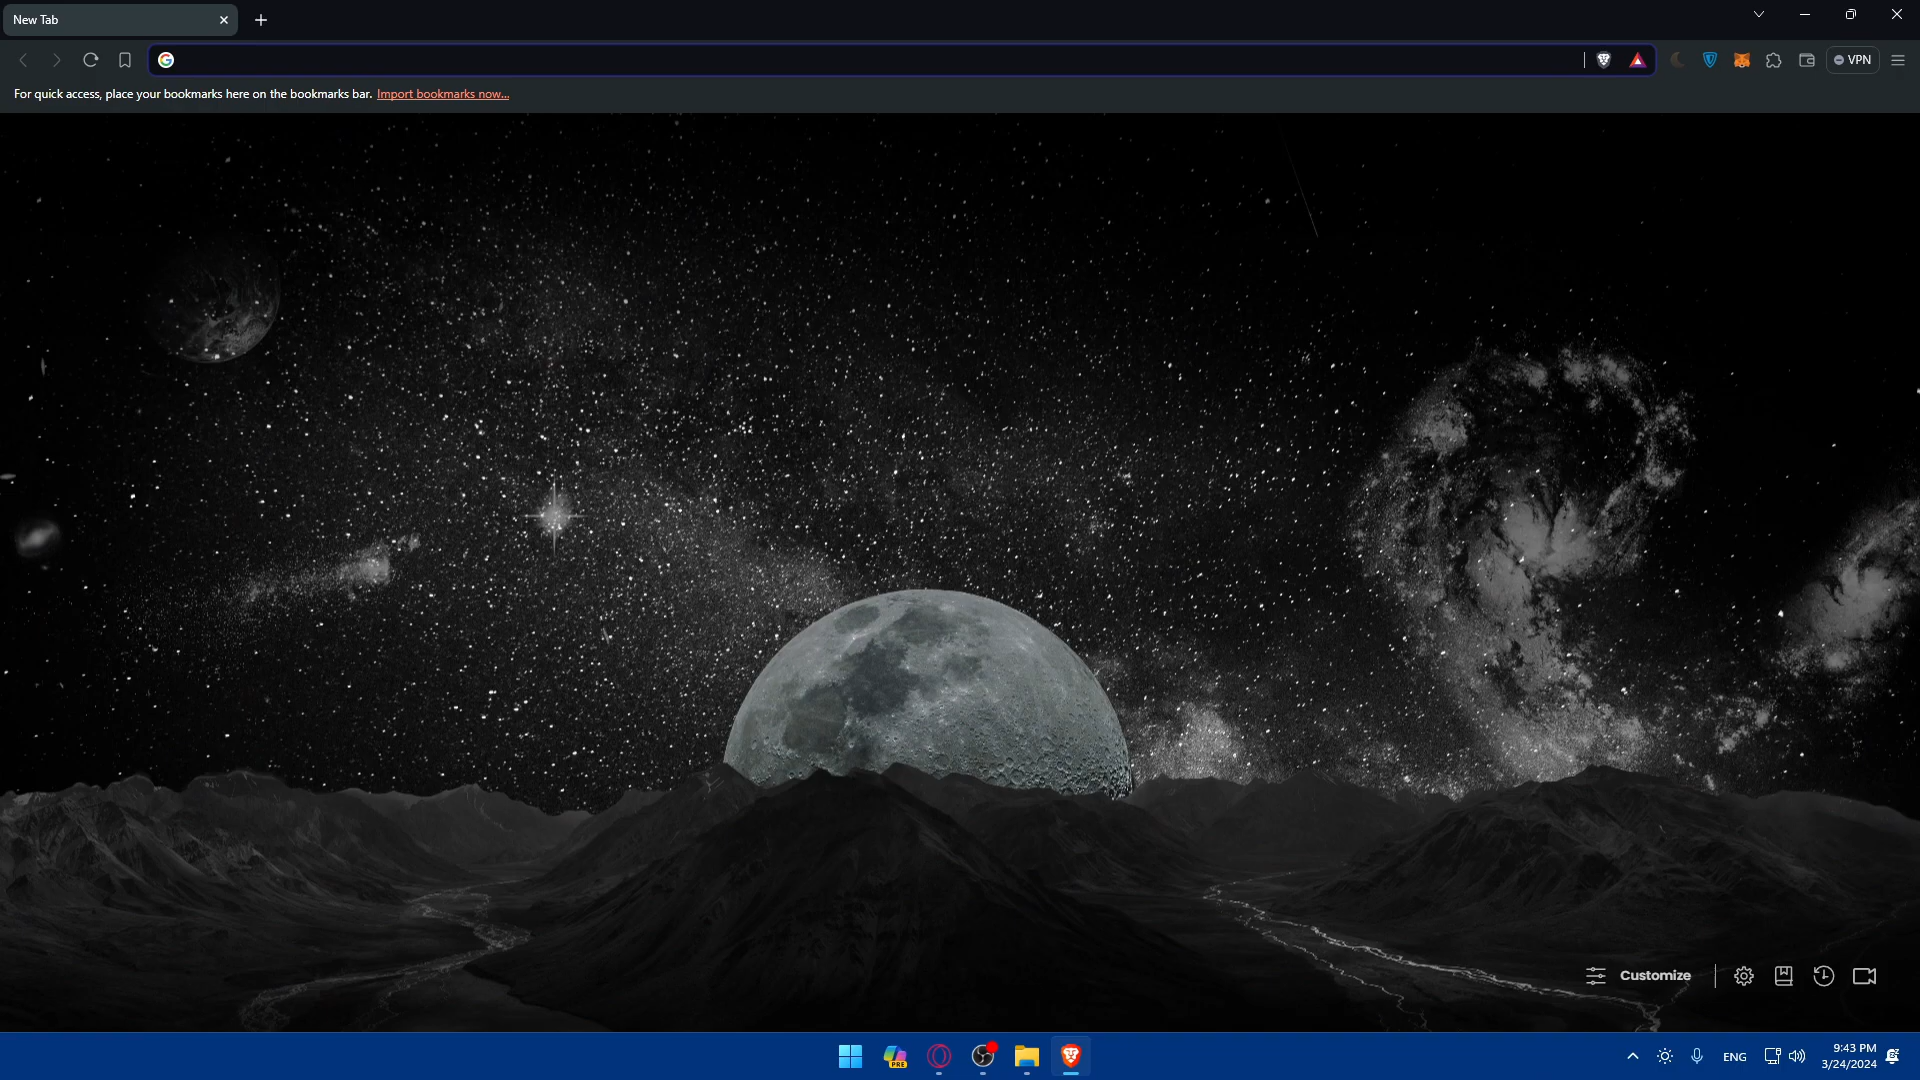 New Tab
VPN
For quick access, place your bookmarks here on the bookmarks bar. Import bookmarks now...
Customize
PRE
ENG
9:43 PM
3/24/2024